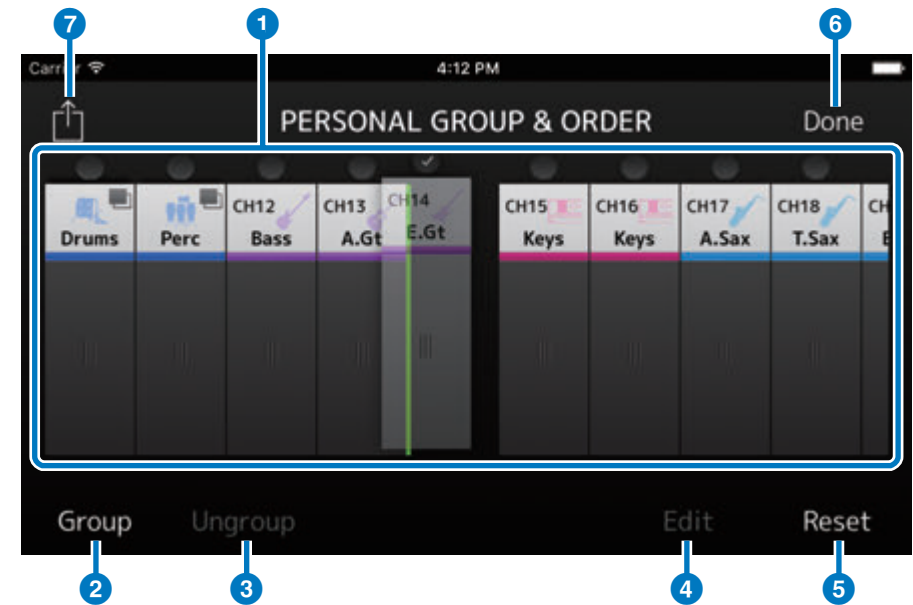 7 1 6
Carrier 4:12 PM
PERSONAL GROUP & ORDER Done
CH12 CH13 CH14 CH15 CH16 CH17 CH18 CH
Drums Perc Bass A.Gt E.Gt Keys Keys A.Sax T.Sax
Group Ungroup Edit Reset
2 3 4 5